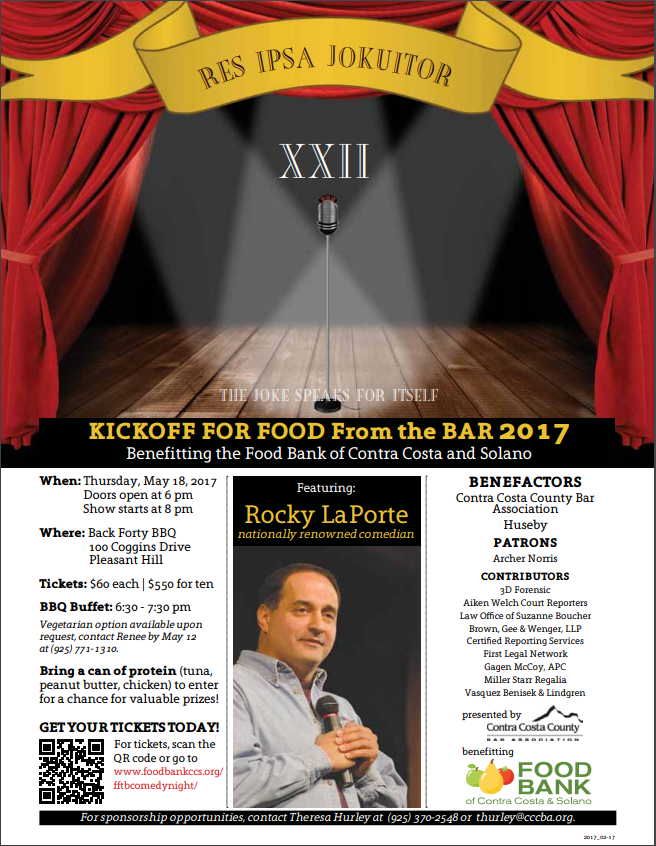 RES IPSA JOKUITOR
XXII
THE JOKE SPEAKS FOR ITSELF
KICKOFF FOR FOOD From the BAR 2017
Benefitting the Food Bank of Contra Costa and Solano
When: Thursday, May 18, 2017
Doors open at 6 pm
Show starts at 8 pm
Where: Back Forty BBQ
100 Coggins Drive
Pleasant Hill
Tickets: $60 each | $550 for ten
BBQ Buffet: 6:30 - 7:30 pm
Vegetarian option available upon
request, contact Renee by May 12
at (925) 771-1310.
Bring a can of protein (tuna,
peanut butter, chicken) to enter
for a chance for valuable prizes!
GET YOUR TICKETS TODAY!
For tickets, scan the
QR code or go to
www.foodbankccs.org/
fftbcomedynight/
Featuring:
Rocky LaPorte
nationally renowned comedian
BENEFACTORS
Contra Costa County Bar
Association
Huseby
PATRONS
Archer Norris
CONTRIBUTORS
3D Forensic
Aiken Welch Court Reporters
Law Office of Suzanne Boucher
Brown, Gee & Wenger, LLP
Certified Reporting Services
First Legal Network
Gagen McCoy, APC
Miller Starr Regalia
Vasquez Benisek & Lindgren
presented by
Contra Costa County
BAR ASSOCIATION
benefitting
FOOD
BANK
of Contra Costa & Solano
For sponsorship opportunities, contact Theresa Hurley at (925) 370-2548 or thurley@cccba.org.
2017_02-17